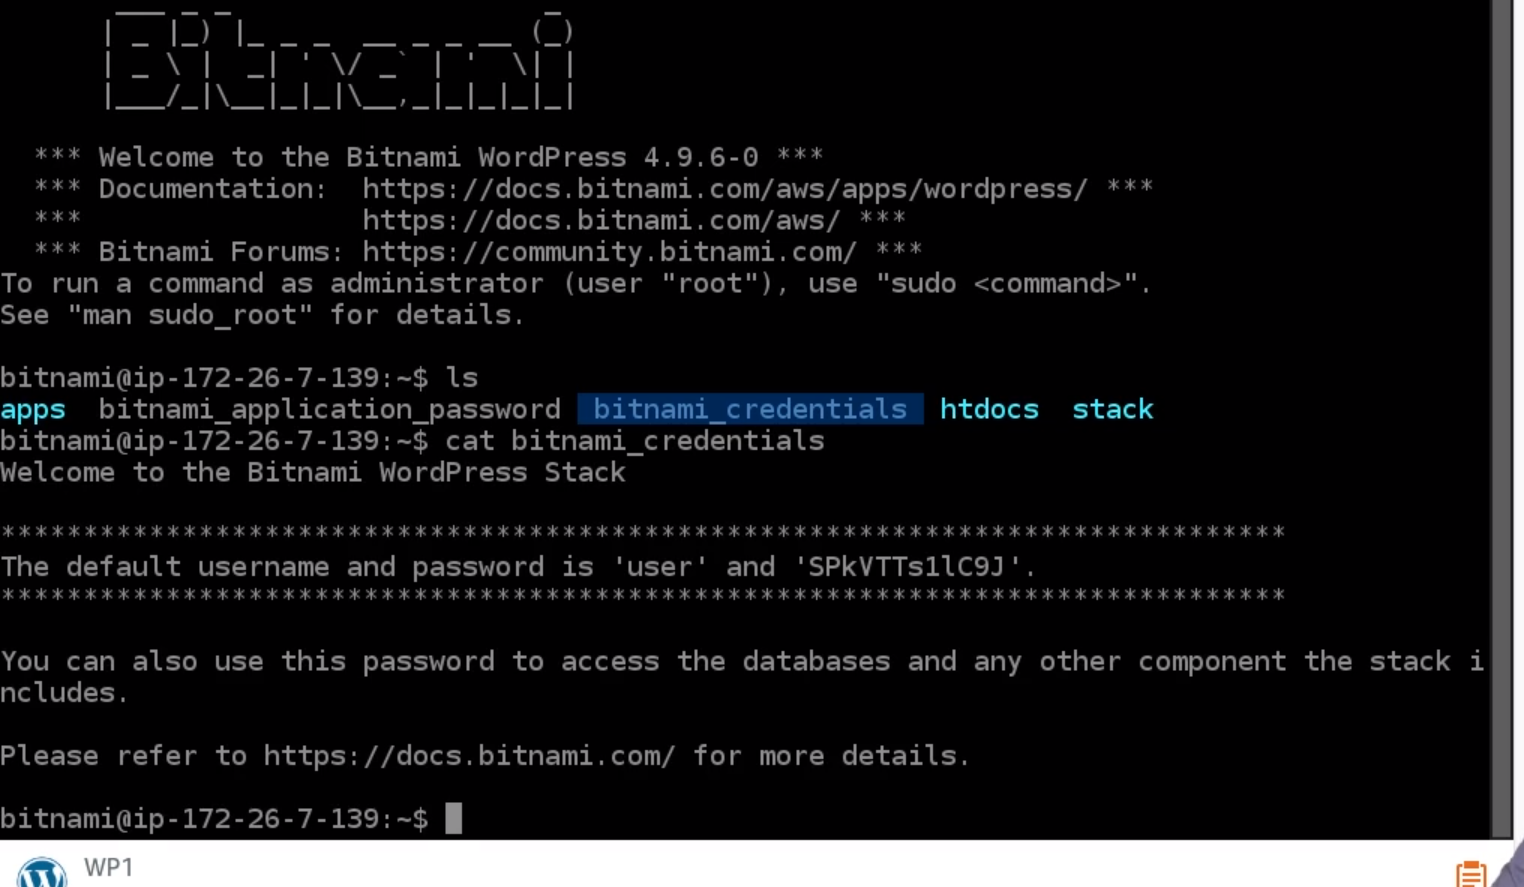 *** Welcome to the Bitnami WordPress 4.9.6-0 ***
*** Documentation:  https://docs.bitnami.com/aws/apps/wordpress/ ***
***                 https://docs.bitnami.com/aws/ ***
*** Bitnami Forums: https://community.bitnami.com/ ***
To run a command as administrator (user "root"), use "sudo <command>".
See "man sudo_root" for details.
bitnami@ip-172-26-7-139:~$ ls
apps  bitnami_application_password  bitnami_credentials  htdocs  stack
bitnami@ip-172-26-7-139:~$ cat bitnami_credentials
Welcome to the Bitnami WordPress Stack
******************************************************************************
The default username and password is 'user' and 'SPkVTTs1lC9J'.
******************************************************************************
You can also use this password to access the databases and any other component the stack i
ncludes.
Please refer to https://docs.bitnami.com/ for more details.
bitnami@ip-172-26-7-139:~$
WP1